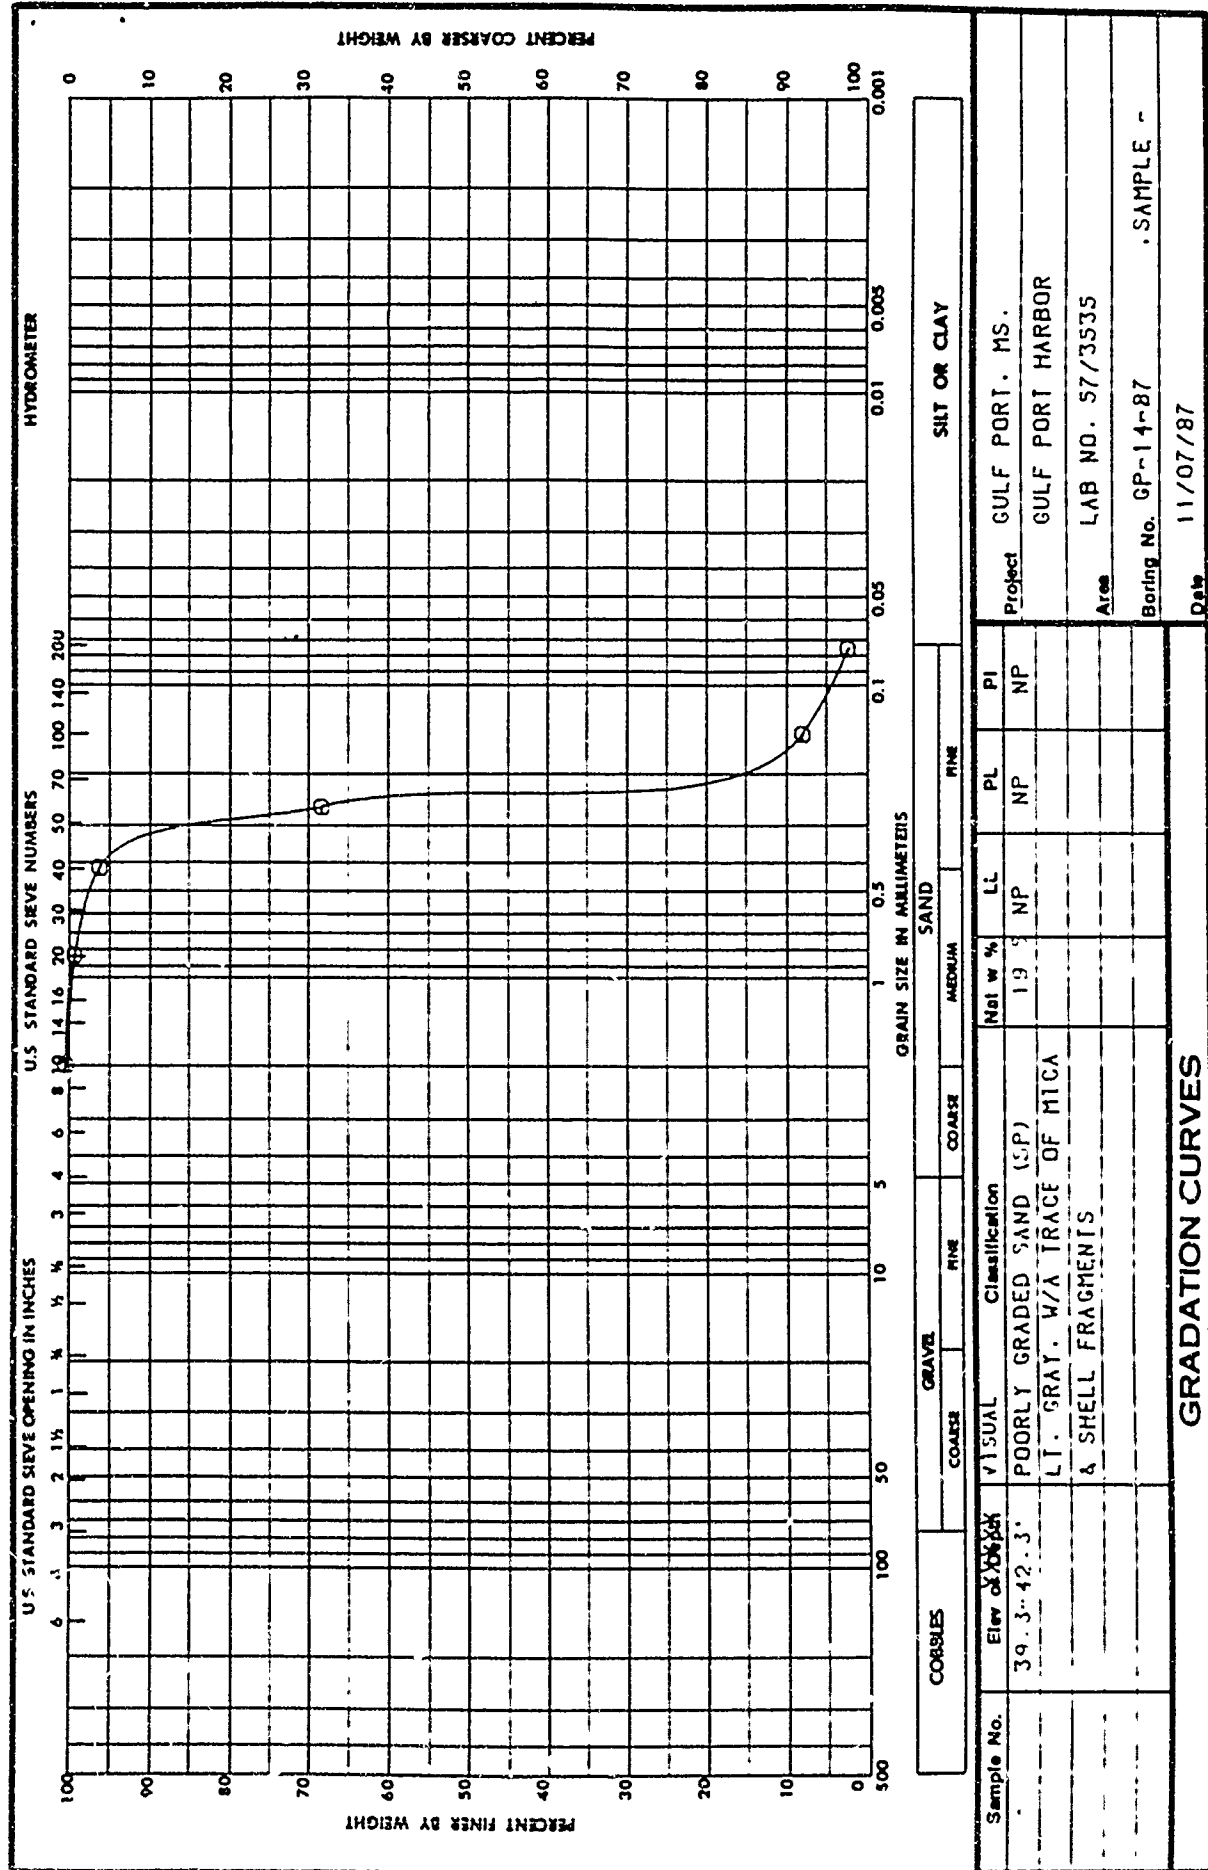 U.S. STANDARD SIEVE OPENING IN INCHES
U.S. STANDARD SIEVE NUMBERS
HYDROMETER
6 3 2 1½ 1 ¾ ½ ⅜ 3 4 6 8 10 14 16 20 30 40 50 70 100 140 200
PERCENT FINER BY WEIGHT
100 90 80 70 60 50 40 30 20 10 0
PERCENT COARSER BY WEIGHT
0 10 20 30 40 50 60 70 80 90 100
500 100 50 10 5 1 0.5 0.1 0.05 0.01 0.005 0.001
GRAIN SIZE IN MILLIMETERS
COBBLES
GRAVEL
COARSE
FINE
SAND
COARSE
MEDIUM
FINE
SILT OR CLAY
Sample No.
Elev or Depth
VISUAL Classification
Nat w %
LL
PL
PI
39.3-42.3'
POORLY GRADED SAND (SP)
NP
NP
NP
LT. GRAY. W/A TRACE OF MICA
& SHELL FRAGMENTS
Project GULF PORT. MS.
GULF PORT HARBOR
Area LAB NO. 57/3535
Boring No. GP-14-87 , SAMPLE -
Date 11/07/87
GRADATION CURVES